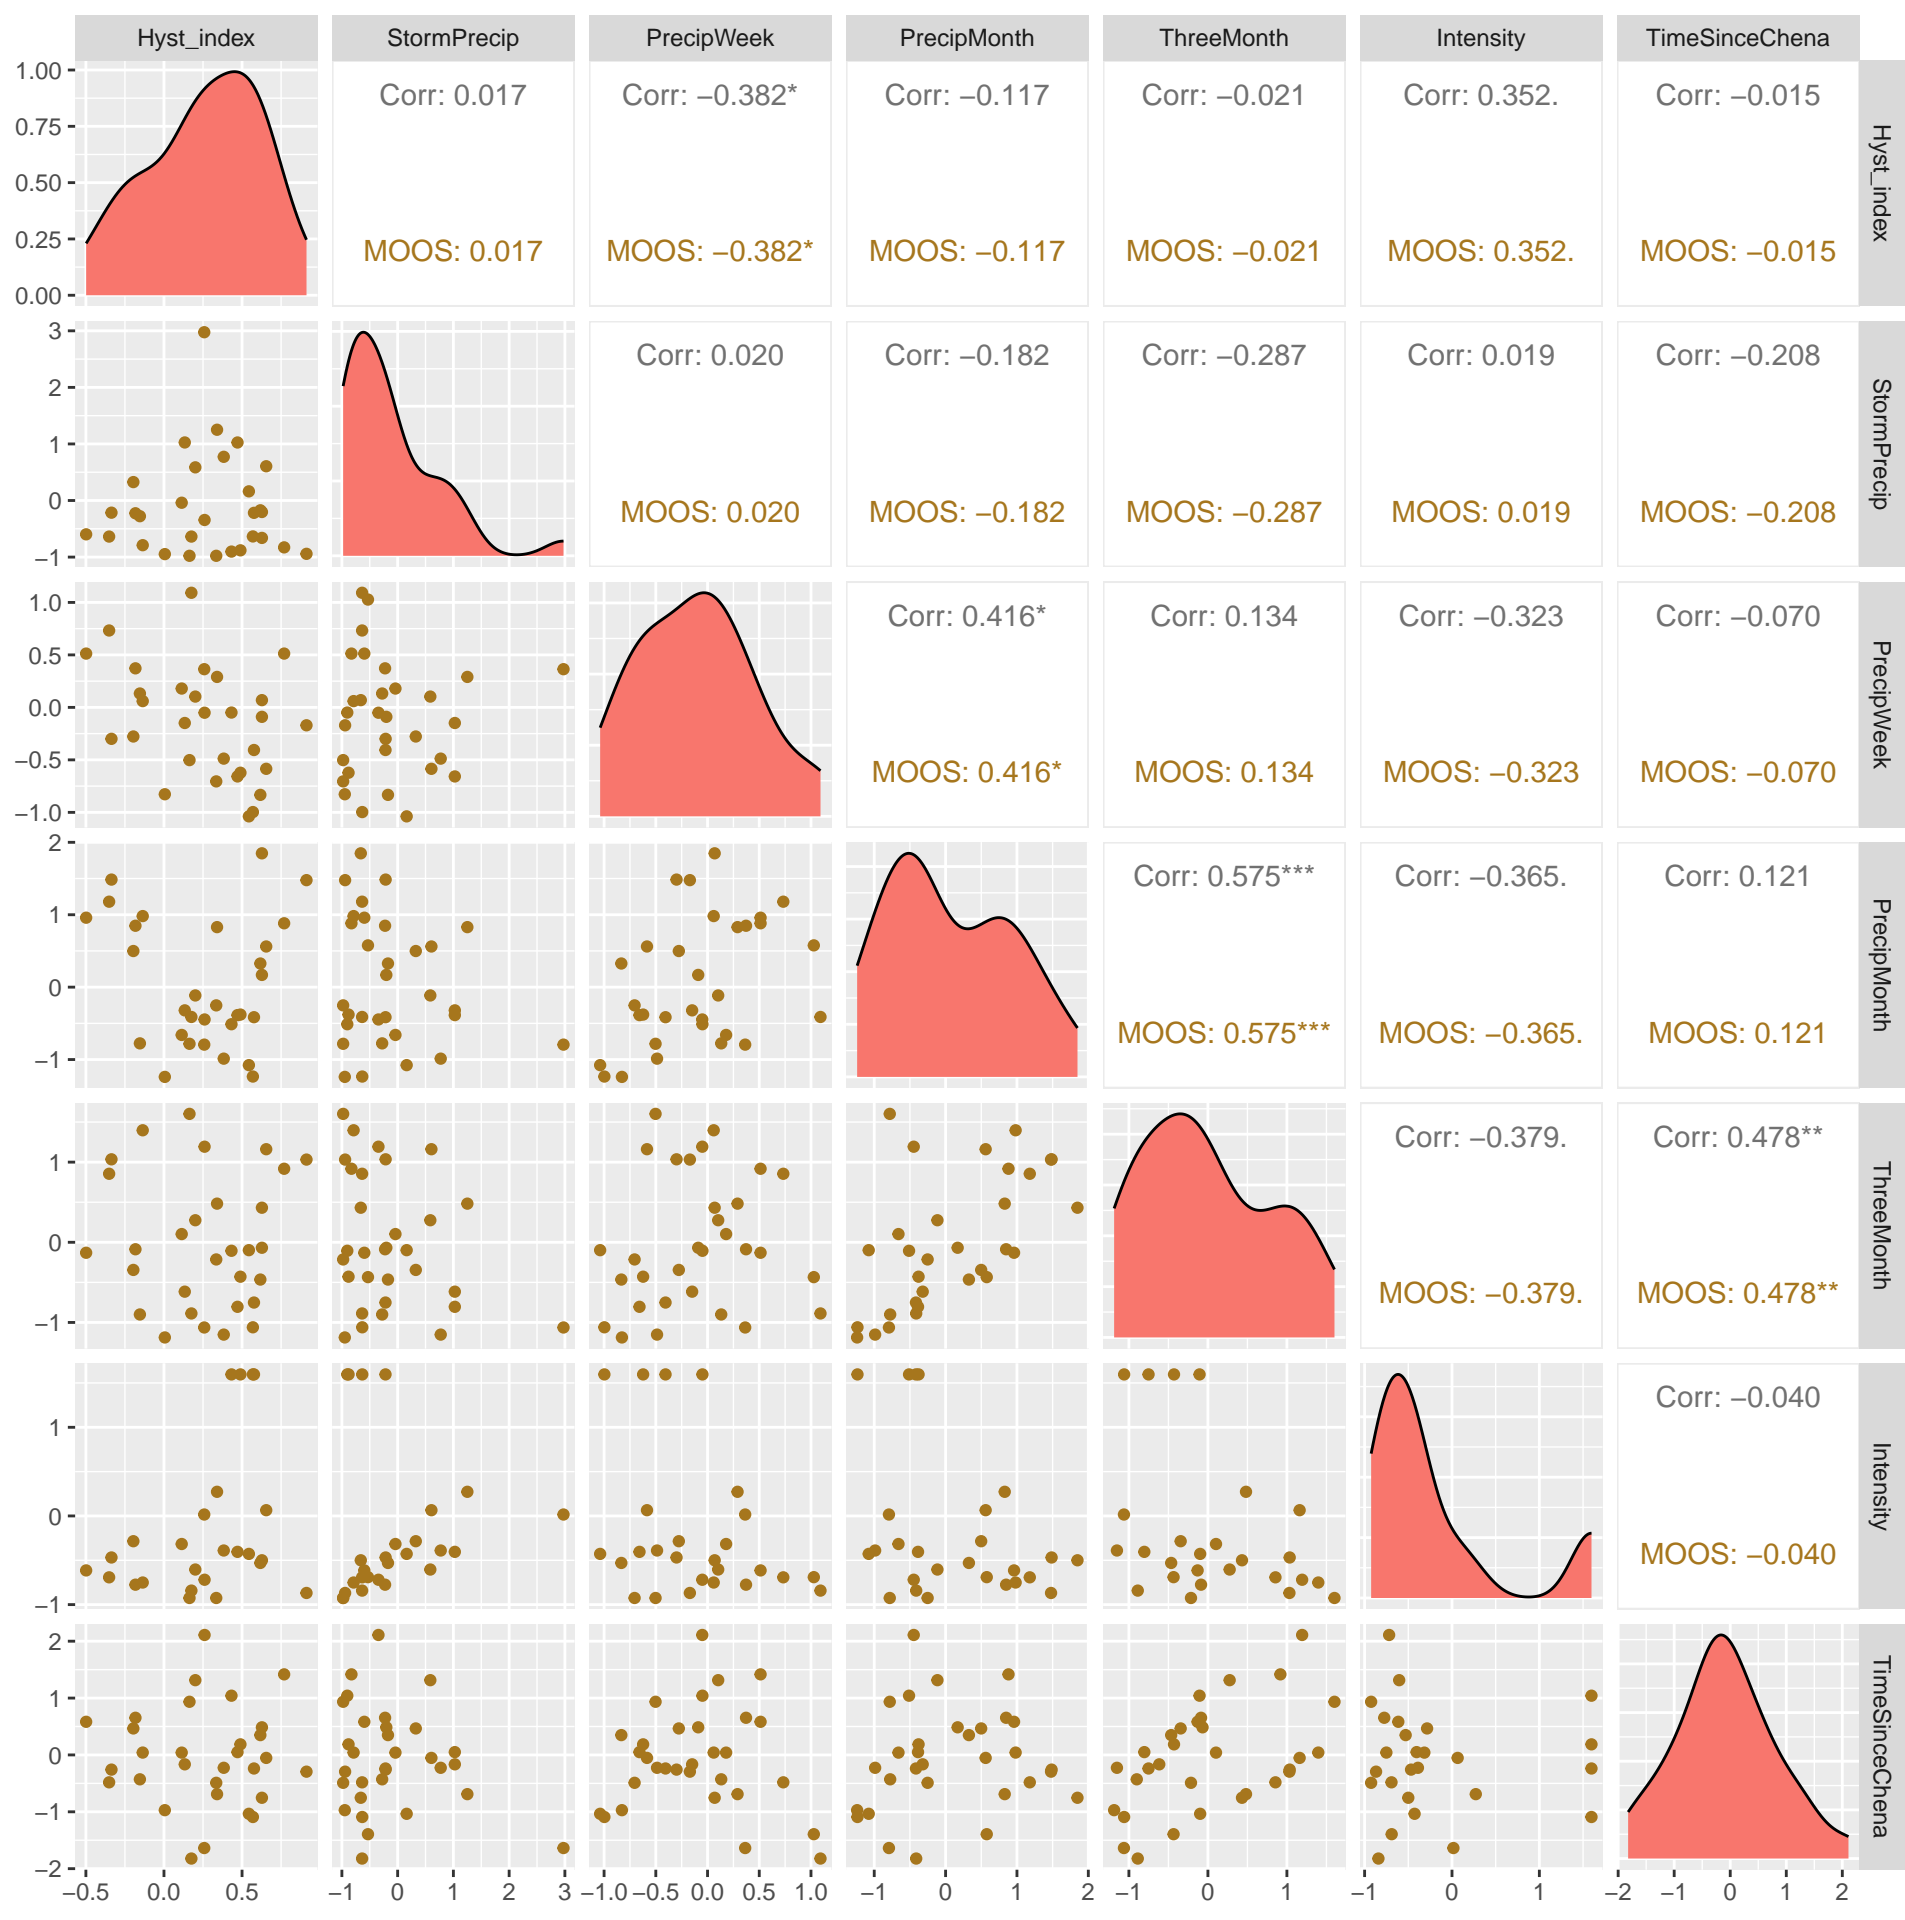 Hyst_index StormPrecip PrecipWeek PrecipMonth ThreeMonth Intensity TimeSinceChena
1.00
0.75
0.50
0.25
0.00
Corr: 0.017 Corr: −0.382* Corr: −0.117 Corr: −0.021 Corr: 0.352. Corr: −0.015
MOOS: 0.017 MOOS: −0.382* MOOS: −0.117 MOOS: −0.021 MOOS: 0.352. MOOS: −0.015
Hyst_index
3
2
1
0
−1
Corr: 0.020 Corr: −0.182 Corr: −0.287 Corr: 0.019 Corr: −0.208
MOOS: 0.020 MOOS: −0.182 MOOS: −0.287 MOOS: 0.019 MOOS: −0.208
StormPrecip
1.0
0.5
0.0
−0.5
−1.0
Corr: 0.416* Corr: 0.134 Corr: −0.323 Corr: −0.070
MOOS: 0.416* MOOS: 0.134 MOOS: −0.323 MOOS: −0.070
PrecipWeek
2
1
0
−1
Corr: 0.575*** Corr: −0.365. Corr: 0.121
MOOS: 0.575*** MOOS: −0.365. MOOS: 0.121
PrecipMonth
1
0
−1
Corr: −0.379. Corr: 0.478**
MOOS: −0.379. MOOS: 0.478**
ThreeMonth
1
0
−1
Corr: −0.040
MOOS: −0.040
Intensity
2
1
0
−1
−2
TimeSinceChena
−0.5 0.0 0.5 −1 0 1 2 3 −1.0 −0.5 0.0 0.5 1.0 −1 0 1 2 −1 0 1 −1 0 1 −2 −1 0 1 2